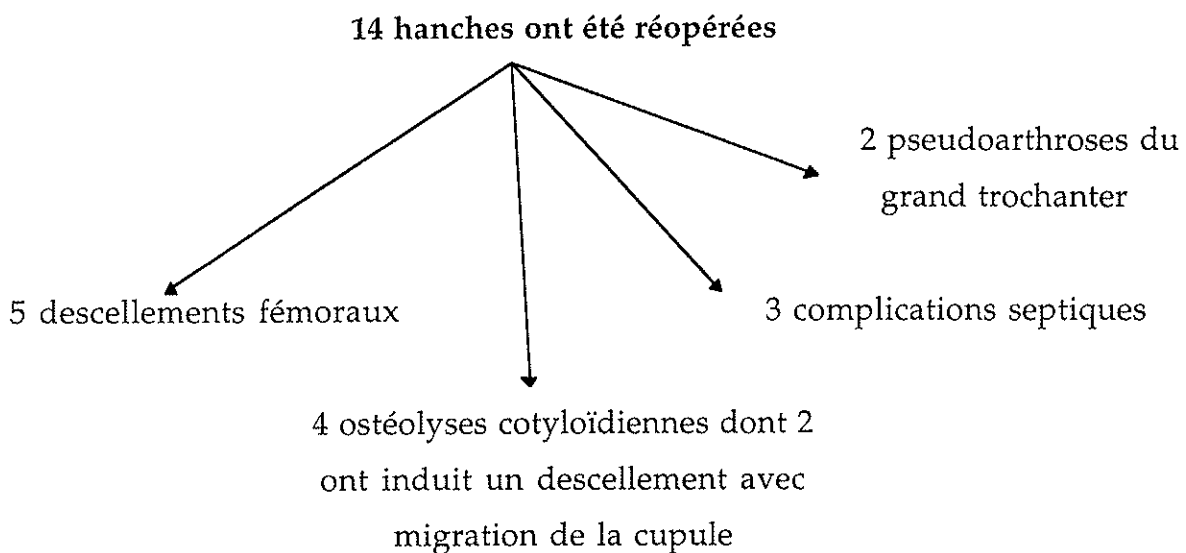 14 hanches ont été réopérées
2 pseudoarthroses du
grand trochanter
5 descellements fémoraux
3 complications septiques
4 ostéolyses cotyloïdiennes dont 2
ont induit un descellement avec
migration de la cupule